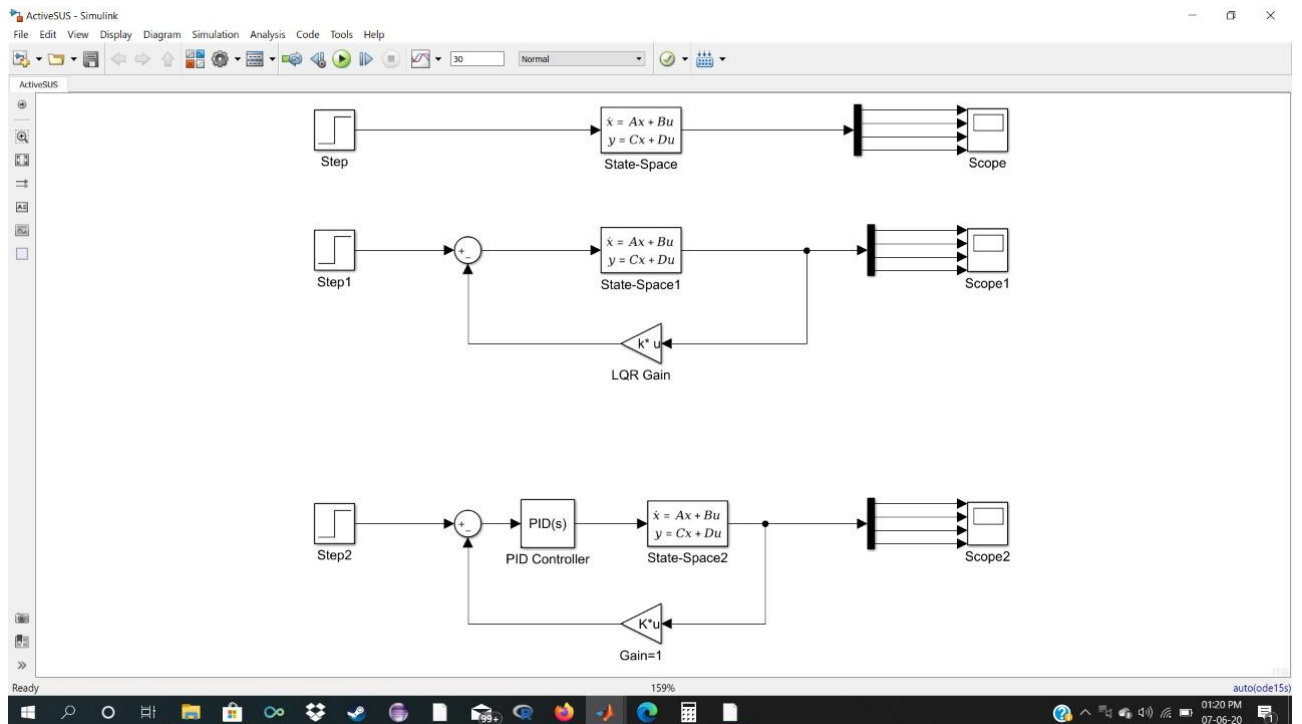 ActiveSUS - Simulink
File Edit View Display Diagram Simulation Analysis Code Tools Help
30 Normal
ActiveSUS
ẋ = Ax + Bu
y = Cx + Du
Step
State-Space
Scope
+
-
ẋ = Ax + Bu
y = Cx + Du
Step1
State-Space1
Scope1
k* u
LQR Gain
+
-
PID(s)
ẋ = Ax + Bu
y = Cx + Du
Step2
PID Controller
State-Space2
Scope2
K*u
Gain=1
Ready 159% auto(ode15s)
99+
01:20 PM
07-06-20
1